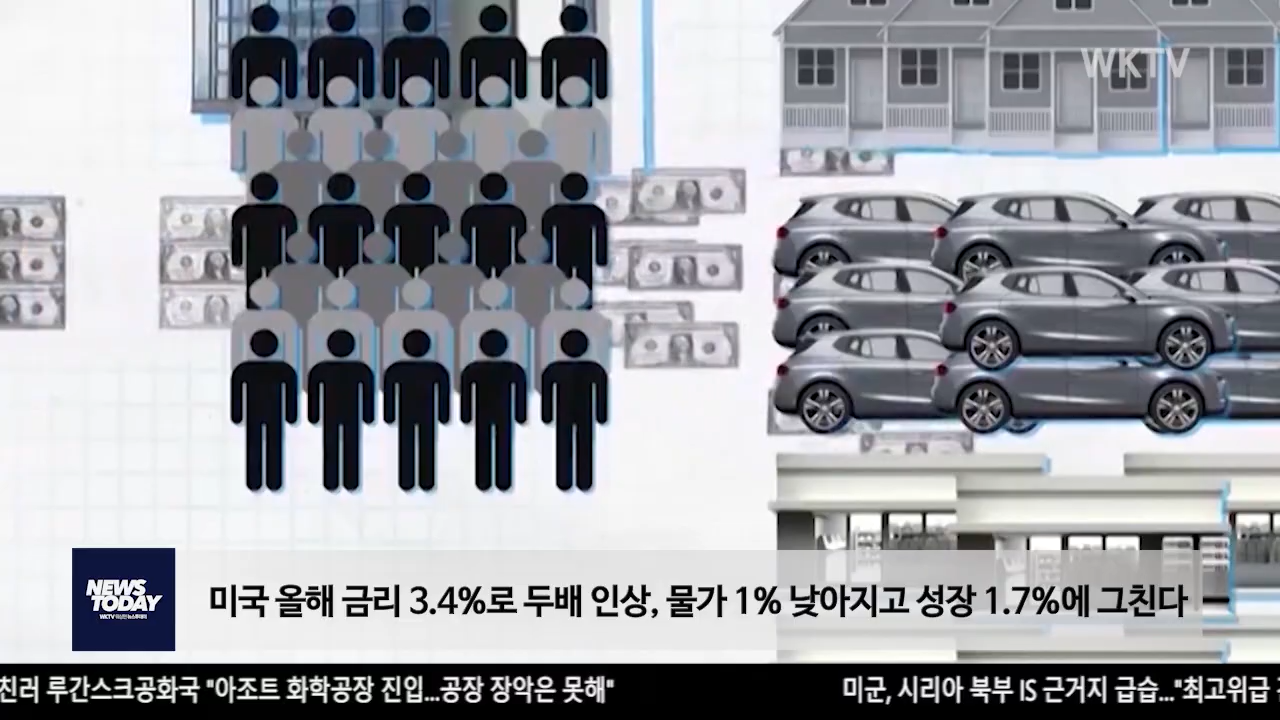 WKTV
NEWS
TODAY
미국 올해 금리 3.4%로 두배 인상, 물가 1% 낮아지고 성장 1.7%에 그친다
친러 루간스크공화국 "아조트 화학공장 진입...공장 장악은 못해"
미군, 시리아 북부 IS 근거지 급습..."최고위급